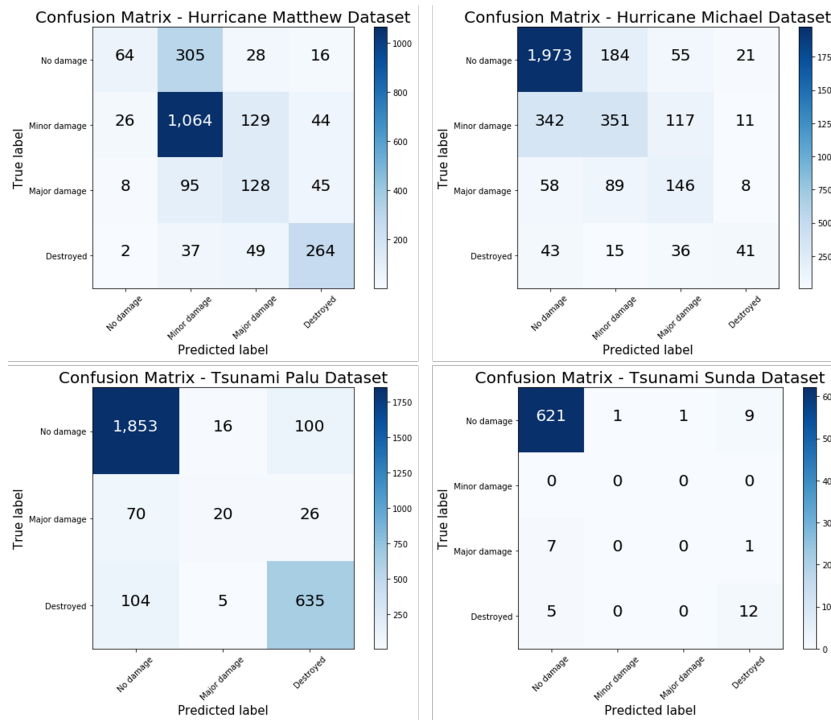 Confusion Matrix - Hurricane Matthew Dataset
True label
No damage
Minor damage
Major damage
Destroyed
64 305 28 16
26 1,064 129 44
8 95 128 45
2 37 49 264
No damage
Minor damage
Major damage
Destroyed
Predicted label
1000
800
600
400
200
Confusion Matrix - Hurricane Michael Dataset
True label
No damage
Minor damage
Major damage
Destroyed
1,973 184 55 21
342 351 117 11
58 89 146 8
43 15 36 41
No damage
Minor damage
Major damage
Destroyed
Predicted label
1750
1500
1250
1000
750
500
250
Confusion Matrix - Tsunami Palu Dataset
True label
No damage
Major damage
Destroyed
1,853 16 100
70 20 26
104 5 635
No damage
Major damage
Destroyed
Predicted label
1750
1500
1250
1000
750
500
250
Confusion Matrix - Tsunami Sunda Dataset
True label
No damage
Minor damage
Major damage
Destroyed
621 1 1 9
0 0 0 0
7 0 0 1
5 0 0 12
No damage
Minor damage
Major damage
Destroyed
Predicted label
0